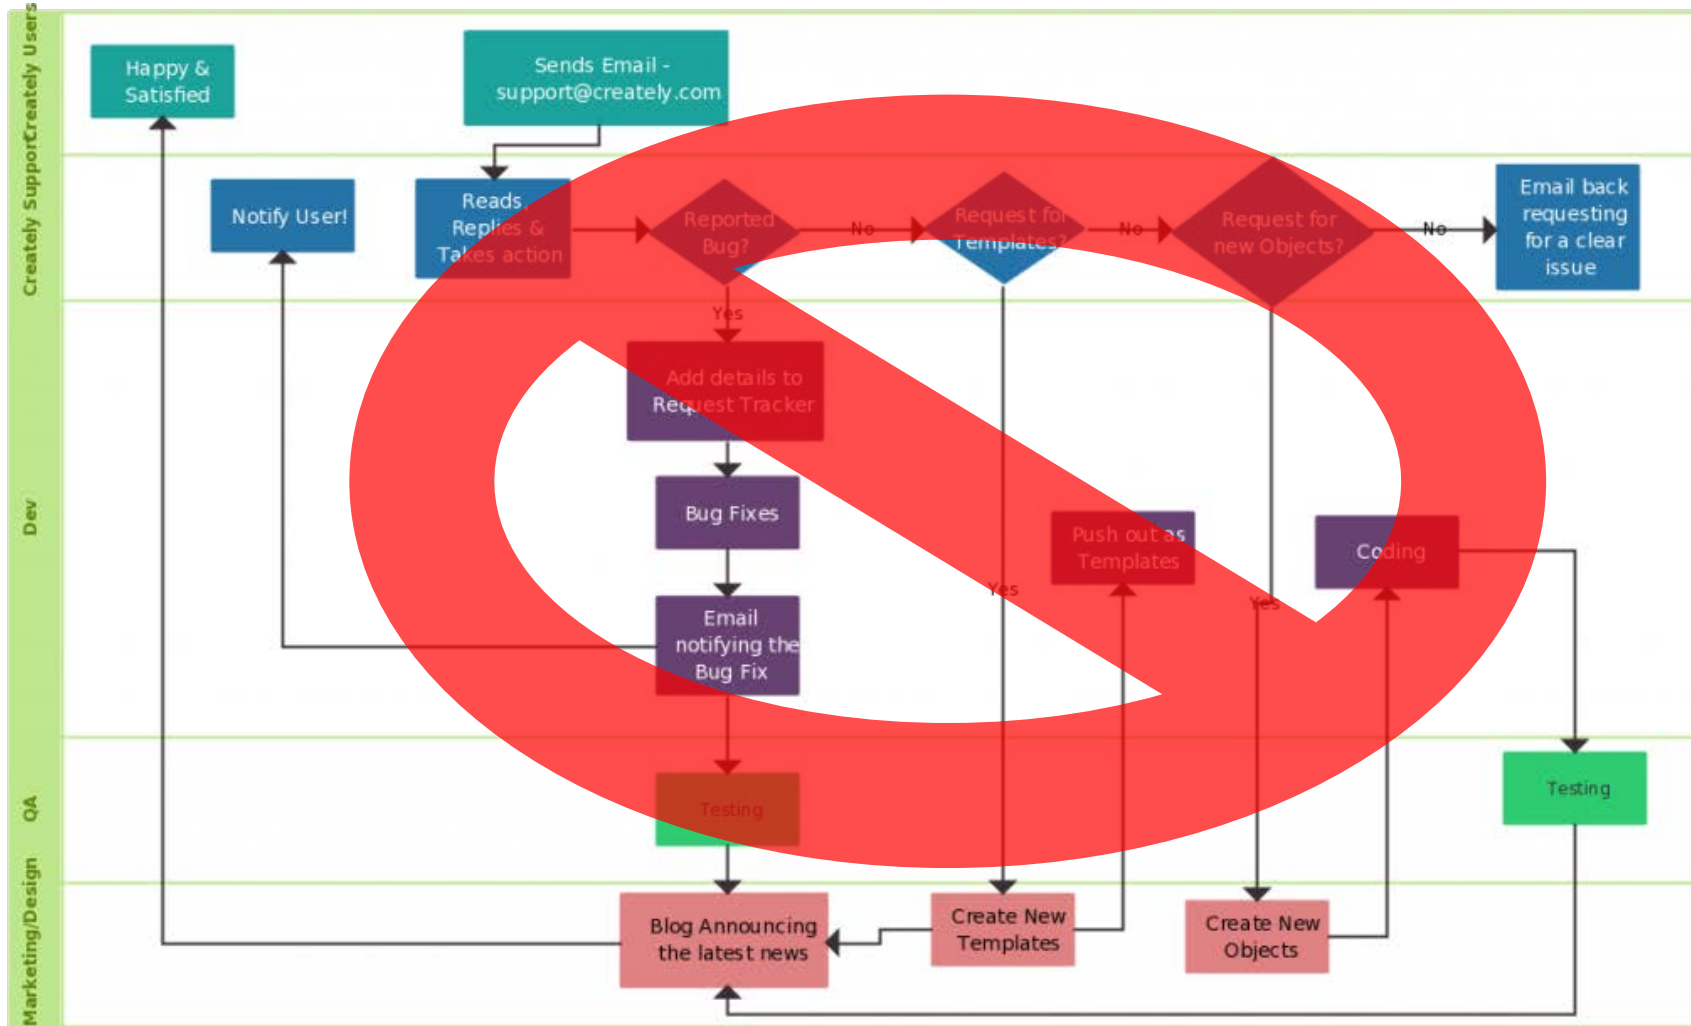 Creately Users
Happy &
Satisfied
Sends Email -
support@creately.com
Creately Support
Notify User!
Reads,
Replies &
Takes action
Reported
Bug?
No
Request for
Templates?
No
Request for
new Objects?
No
Email back
requesting
for a clear
issue
Dev
Yes
Add details to
Request Tracker
Bug Fixes
Email
notifying the
Bug Fix
Yes
Push out as
Templates
Yes
Coding
QA
Testing
Testing
Marketing/Design
Blog Announcing
the latest news
Create New
Templates
Create New
Objects